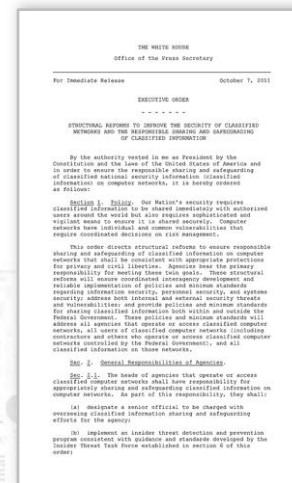 THE WHITE HOUSE
Office of the Press Secretary
For Immediate Release October 7, 2011
EXECUTIVE ORDER
- - - - - - -
STRUCTURAL REFORMS TO IMPROVE THE SECURITY OF CLASSIFIED
NETWORKS AND THE RESPONSIBLE SHARING AND SAFEGUARDING
OF CLASSIFIED INFORMATION
By the authority vested in me as President by the
Constitution and the laws of the United States of America and
in order to ensure the responsible sharing and safeguarding
of classified national security information (classified
information) on computer networks, it is hereby ordered
as follows:
Section 1. Policy. Our Nation's security requires
classified information to be shared immediately with authorized
users around the world but also requires sophisticated and
vigilant means to ensure it is shared securely. Computer
networks have individual and common vulnerabilities that
require coordinated decisions on risk management.
This order directs structural reforms to ensure responsible
sharing and safeguarding of classified information on computer
networks that shall be consistent with appropriate protections
for privacy and civil liberties. Agencies bear the primary
responsibility for meeting these twin goals. These structural
reforms will ensure coordinated interagency development and
reliable implementation of policies and minimum standards
regarding information security, personnel security, and systems
security; address both internal and external security threats
and vulnerabilities; and provide policies and minimum standards
for sharing classified information both within and outside the
Federal Government. These policies and minimum standards will
address all agencies that operate or access classified computer
networks, all users of classified computer networks (including
contractors and others who operate or access classified computer
networks controlled by the Federal Government), and all
classified information on those networks.
Sec. 2. General Responsibilities of Agencies.
Sec. 2.1. The heads of agencies that operate or access
classified computer networks shall have responsibility for
appropriately sharing and safeguarding classified information on
computer networks. As part of this responsibility, they shall:
(a) designate a senior official to be charged with
overseeing classified information sharing and safeguarding
efforts for the agency;
(b) implement an insider threat detection and prevention
program consistent with guidance and standards developed by the
Insider Threat Task Force established in section 6 of this
order;